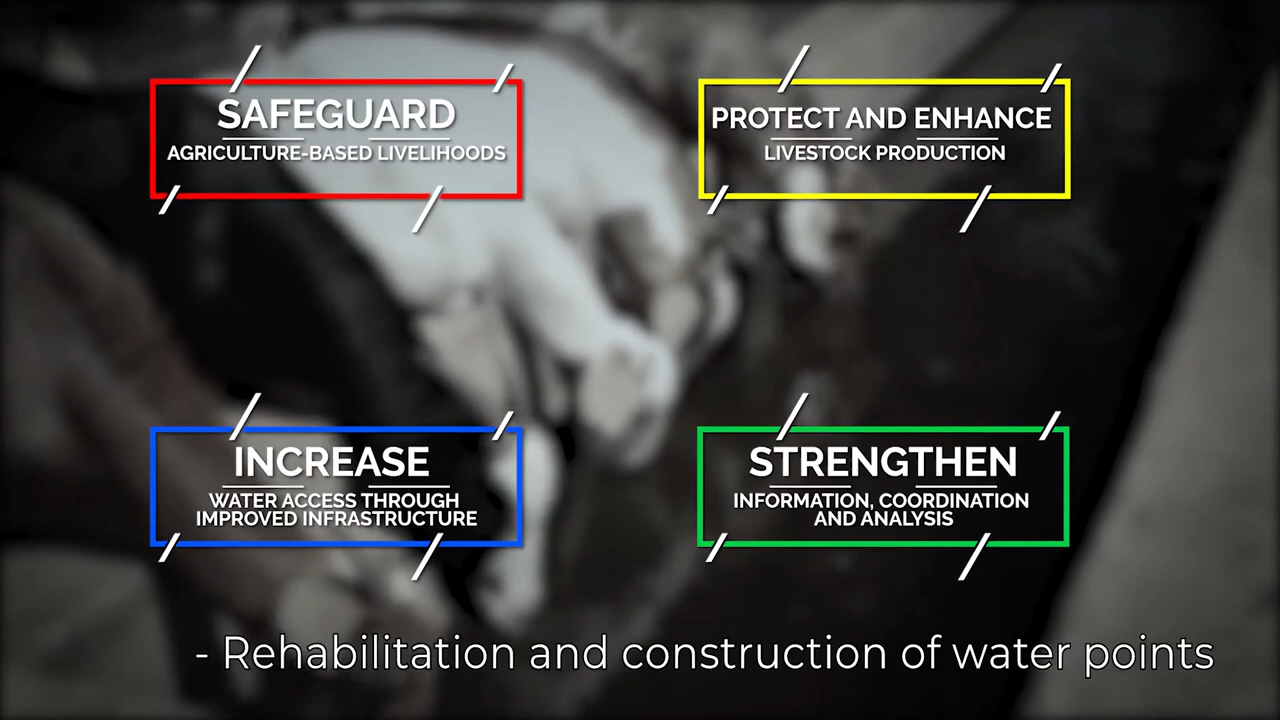 SAFEGUARD
AGRICULTURE-BASED LIVELIHOODS
PROTECT AND ENHANCE
LIVESTOCK PRODUCTION
INCREASE
WATER ACCESS THROUGH
IMPROVED INFRASTRUCTURE
STRENGTHEN
INFORMATION, COORDINATION
AND ANALYSIS
- Rehabilitation and construction of water points